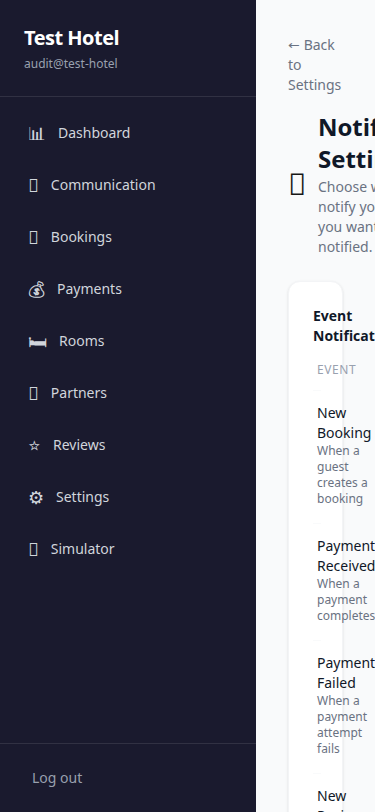 Test Hotel
audit@test-hotel
Dashboard
Communication
Bookings
Payments
Rooms
Partners
Reviews
Settings
Simulator
Log out
← Back
to
Settings
Notif
Setti
Choose w
notify yo
you want
notified.
Event
Notificat
EVENT
New
Booking
When a
guest
creates a
booking
Payment
Received
When a
payment
completes
Payment
Failed
When a
payment
attempt
fails
New